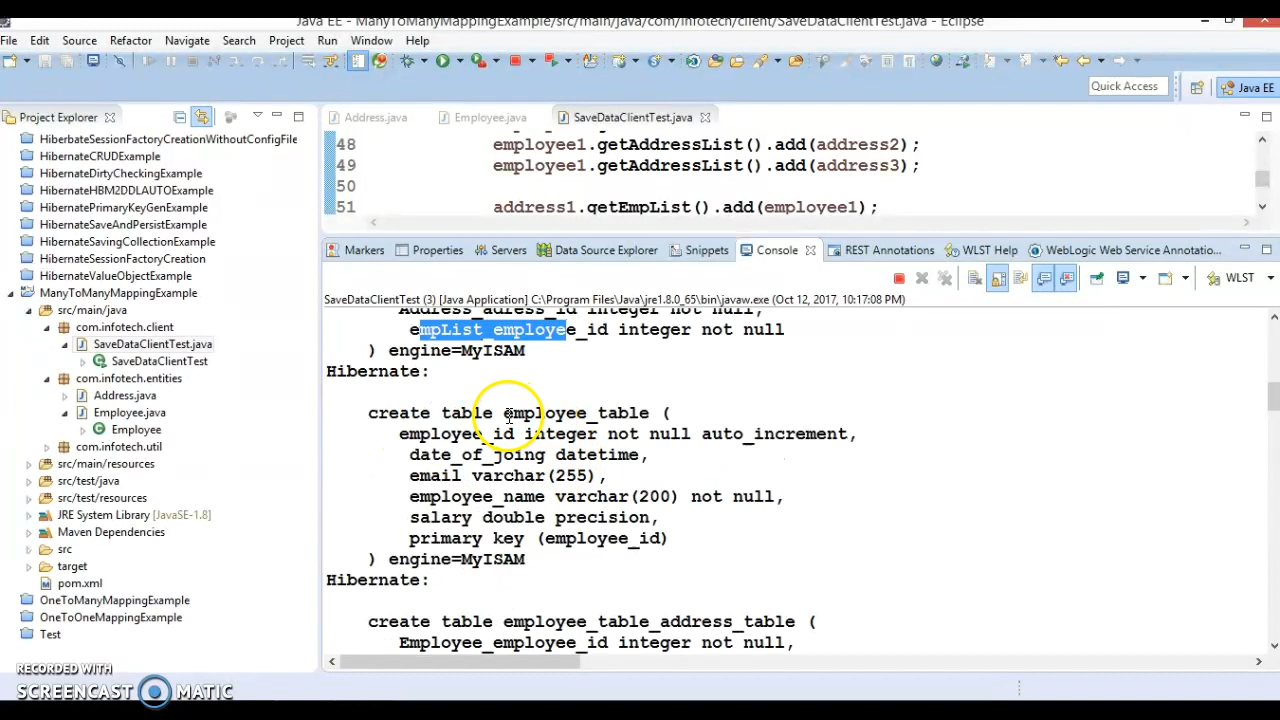 Java EE - ManyToManyMappingExample/src/main/java/com/infotech/client/SaveDataClientTest.java - Eclipse
File Edit Source Refactor Navigate Search Project Run Window Help
Quick Access
Java EE
Project Explorer
HiberbateSessionFactoryCreationWithoutConfigFile
HibernateCRUDExample
HibernateDirtyCheckingExample
HibernateHBM2DDLAUTOExample
HibernatePrimaryKeyGenExample
HibernateSaveAndPersistExample
HibernateSavingCollectionExample
HibernateSessionFactoryCreation
HibernateValueObjectExample
ManyToManyMappingExample
src/main/java
com.infotech.client
SaveDataClientTest.java
SaveDataClientTest
com.infotech.entities
Address.java
Employee.java
Employee
com.infotech.util
src/main/resources
src/test/java
src/test/resources
JRE System Library [JavaSE-1.8]
Maven Dependencies
src
target
pom.xml
OneToManyMappingExample
OneToOneMappingExample
Test
Address.java Employee.java SaveDataClientTest.java
48 employee1.getAddressList().add(address2);
49 employee1.getAddressList().add(address3);
50
51 address1.getEmpList().add(employee1);
Markers Properties Servers Data Source Explorer Snippets Console REST Annotations WLST Help WebLogic Web Service Annotatio...
WLST
SaveDataClientTest (3) [Java Application] C:\Program Files\Java\jre1.8.0_65\bin\javaw.exe (Oct 12, 2017, 10:17:08 PM)
Address_adress_id integer not null,
empList_employee_id integer not null
) engine=MyISAM
Hibernate:
create table employee_table (
employee_id integer not null auto_increment,
date_of_joing datetime,
email varchar(255),
employee_name varchar(200) not null,
salary double precision,
primary key (employee_id)
) engine=MyISAM
Hibernate:
create table employee_table_address_table (
Employee_employee_id integer not null,
RECORDED WITH
SCREENCAST MATIC